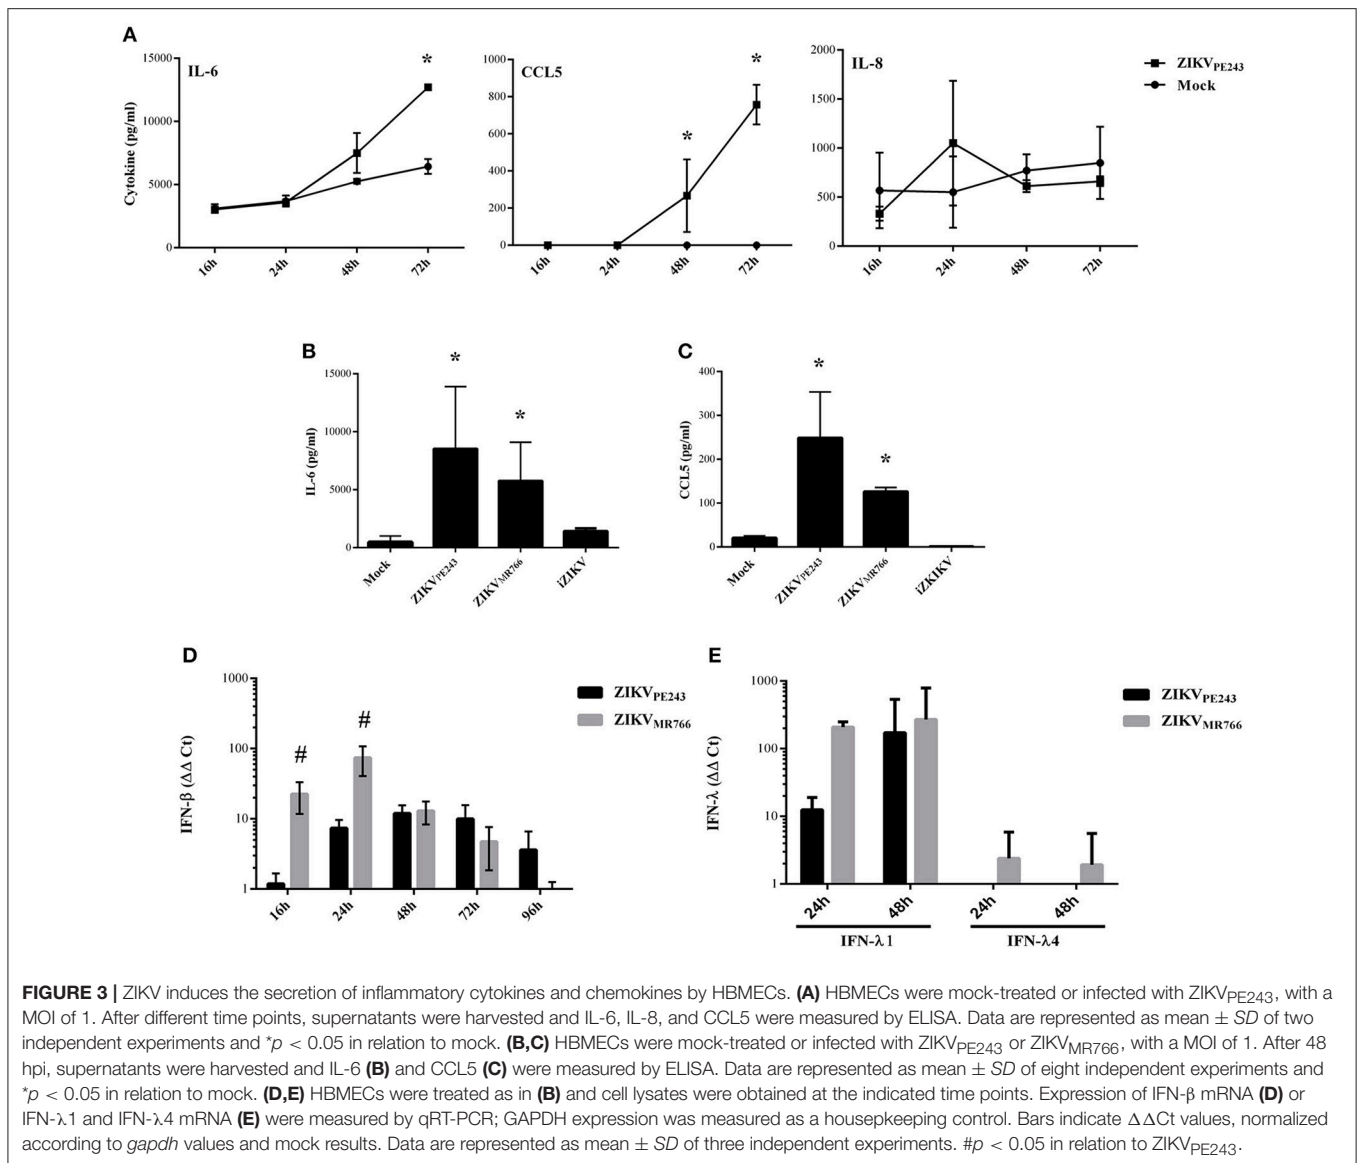 A
IL-6
CCL5
IL-8
ZIKVPE243
Mock
Cytokine (pg/ml)
15000
10000
5000
0
16h
24h
48h
72h
*
1000
800
600
400
200
0
16h
24h
48h
72h
*
*
2000
1500
1000
500
0
16h
24h
48h
72h
B
IL-6 (pg/ml)
15000
10000
5000
0
*
*
Mock
ZIKVPE243
ZIKVMR766
iZIKV
C
CCL5 (pg/ml)
400
300
200
100
0
*
*
Mock
ZIKVPE243
ZIKVMR766
iZKIKV
D
IFN-β (ΔΔ Ct)
1000
100
10
1
#
#
16h
24h
48h
72h
96h
ZIKVPE243
ZIKVMR766
E
IFN-λ (ΔΔ Ct)
1000
100
10
1
24h
48h
24h
48h
IFN-λ1
IFN-λ4
ZIKVPE243
ZIKVMR766
FIGURE 3 | ZIKV induces the secretion of inflammatory cytokines and chemokines by HBMECs. (A) HBMECs were mock-treated or infected with ZIKVPE243, with a
MOI of 1. After different time points, supernatants were harvested and IL-6, IL-8, and CCL5 were measured by ELISA. Data are represented as mean ± SD of two
independent experiments and *p < 0.05 in relation to mock. (B,C) HBMECs were mock-treated or infected with ZIKVPE243 or ZIKVMR766, with a MOI of 1. After 48
hpi, supernatants were harvested and IL-6 (B) and CCL5 (C) were measured by ELISA. Data are represented as mean ± SD of eight independent experiments and
*p < 0.05 in relation to mock. (D,E) HBMECs were treated as in (B) and cell lysates were obtained at the indicated time points. Expression of IFN-β mRNA (D) or
IFN-λ1 and IFN-λ4 mRNA (E) were measured by qRT-PCR; GAPDH expression was measured as a housepkeeping control. Bars indicate ΔΔCt values, normalized
according to gapdh values and mock results. Data are represented as mean ± SD of three independent experiments. #p < 0.05 in relation to ZIKVPE243.